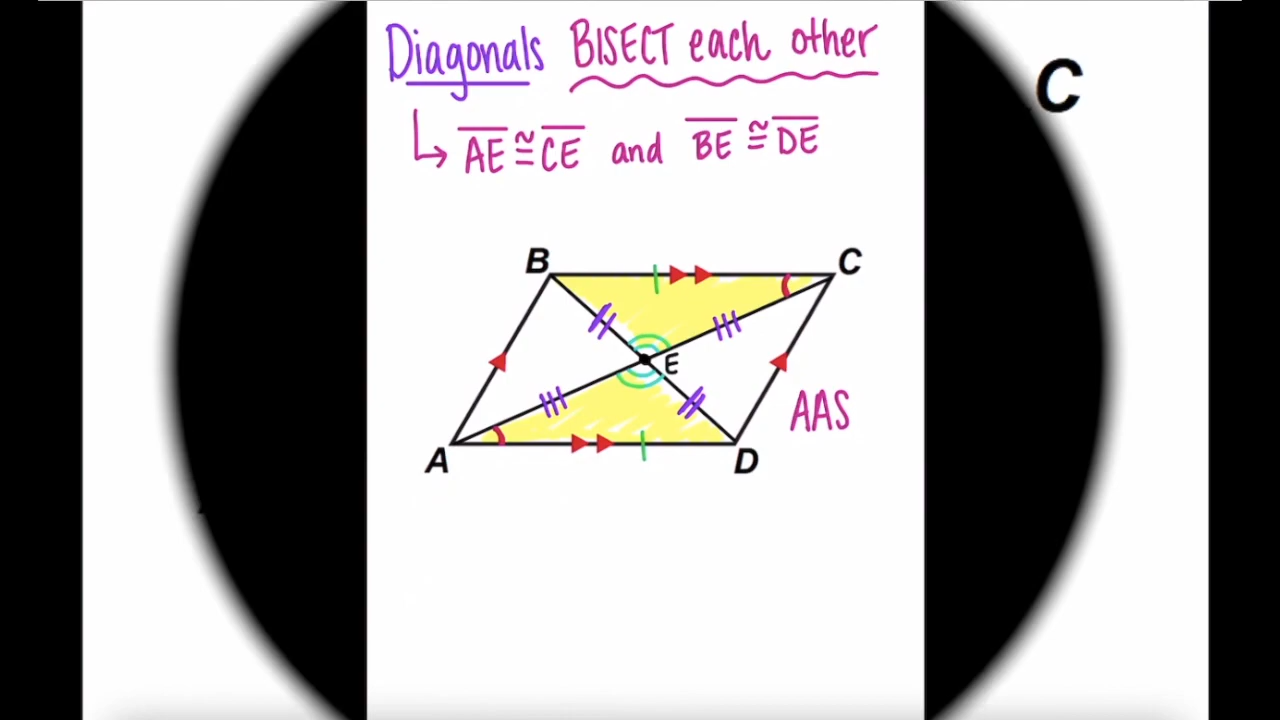 Diagonals BISECT each other
↳ AE ≅ CE and BE ≅ DE
C
B C
E
AAS
A D